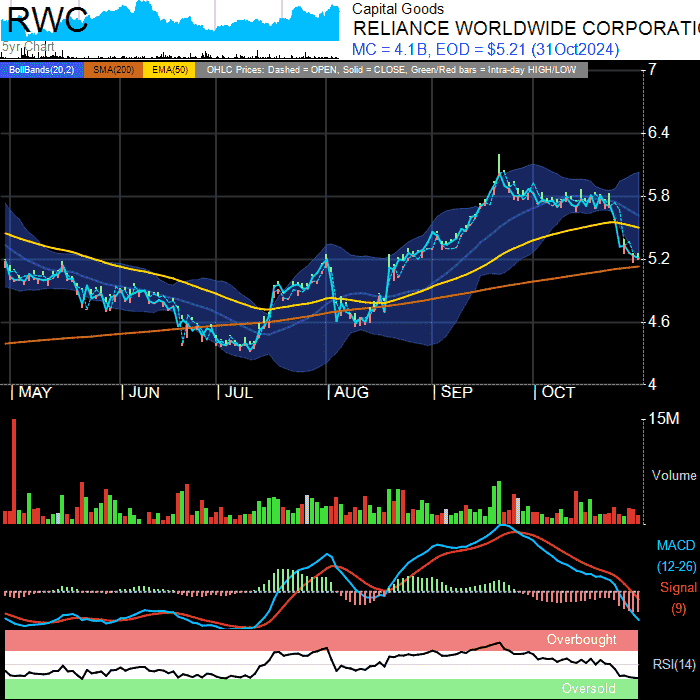 RWC
5yr Chart
Capital Goods
RELIANCE WORLDWIDE CORPORATI
MC = 4.1B, EOD = $5.21 (31Oct2024)
BollBands(20,2) SMA(200) EMA(50) OHLC Prices: Dashed = OPEN, Solid = CLOSE, Green/Red bars = Intra-day HIGH/LOW
7
6.4
5.8
5.2
4.6
4
MAY JUN JUL AUG SEP OCT
15M
Volume
MACD
(12-26)
Signal
(9)
Overbought
RSI(14)
Oversold